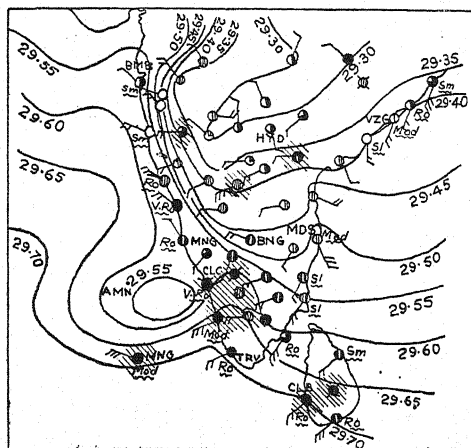 29.50
29.45
29.40
29.35
29.30
29.30
29.35
29.55
BMB
Sm
Sm
29.40
VZG
Ro
Mod
29.60
Sm
HYD
Sl
29.65
Ro
V.Ro
29.45
29.70
Ro
MNG
BNG
MDS
Mod
29.55
CLC
29.50
AMN
V.Ro
Sl
Sl
29.55
Mod
MNG
TRV
Ro
Sm
29.60
Mod
Ro
CLB
29.65
Ro
Ro
29.70